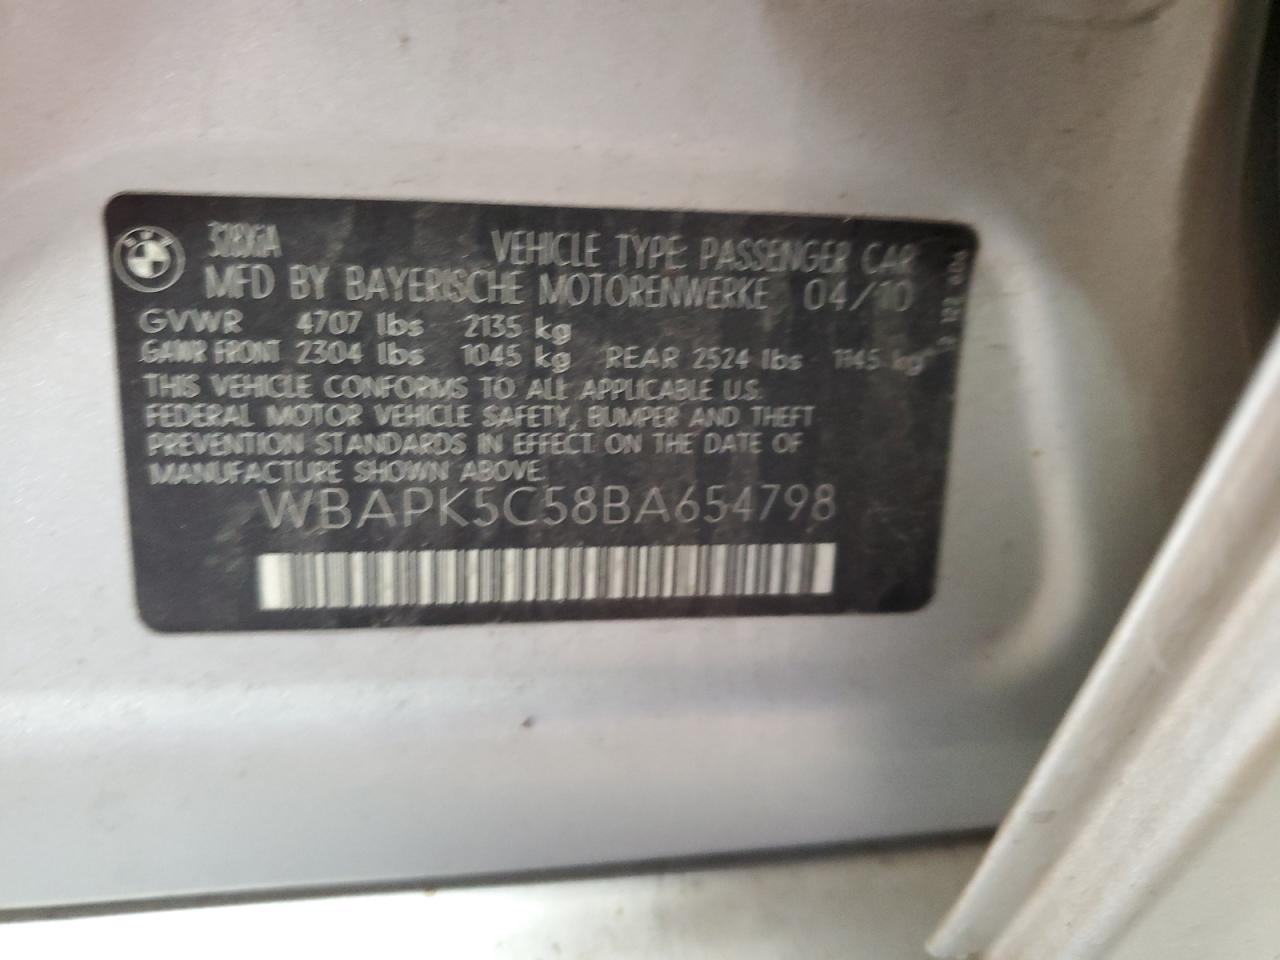 BMW
328XiA VEHICLE TYPE: PASSENGER CAR
MFD BY BAYERISCHE MOTORENWERKE 04/10
GVWR 4707 lbs 2135 kg
GAWR FRONT 2304 lbs 1045 kg REAR 2524 lbs 1145 kg
THIS VEHICLE CONFORMS TO ALL APPLICABLE U.S.
FEDERAL MOTOR VEHICLE SAFETY, BUMPER AND THEFT
PREVENTION STANDARDS IN EFFECT ON THE DATE OF
MANUFACTURE SHOWN ABOVE.
WBAPK5C58BA654798